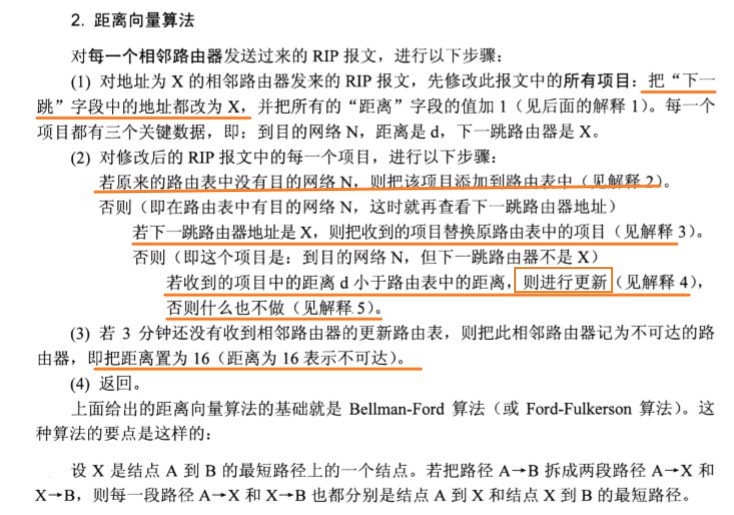 2. 距离向量算法
对每一个相邻路由器发送过来的 RIP 报文，进行以下步骤：
(1) 对地址为 X 的相邻路由器发来的 RIP 报文，先修改此报文中的所有项目：把“下一
跳”字段中的地址都改为 X，并把所有的“距离”字段的值加 1（见后面的解释 1）。每一个
项目都有三个关键数据，即：到目的网络 N，距离是 d，下一跳路由器是 X。
(2) 对修改后的 RIP 报文中的每一个项目，进行以下步骤：
若原来的路由表中没有目的网络 N，则把该项目添加到路由表中（见解释 2）。
否则（即在路由表中有目的网络 N，这时就再查看下一跳路由器地址）
若下一跳路由器地址是 X，则把收到的项目替换原路由表中的项目（见解释 3）。
否则（即这个项目是：到目的网络 N，但下一跳路由器不是 X）
若收到的项目中的距离 d 小于路由表中的距离，则进行更新（见解释 4），
否则什么也不做（见解释 5）。
(3) 若 3 分钟还没有收到相邻路由器的更新路由表，则把此相邻路由器记为不可达的路
由器，即把距离置为 16（距离为 16 表示不可达）。
(4) 返回。
上面给出的距离向量算法的基础就是 Bellman-Ford 算法（或 Ford-Fulkerson 算法）。这
种算法的要点是这样的：
设 X 是结点 A 到 B 的最短路径上的一个结点。若把路径 A→B 拆成两段路径 A→X 和
X→B，则每一段路径 A→X 和 X→B 也都分别是结点 A 到 X 和结点 X 到 B 的最短路径。